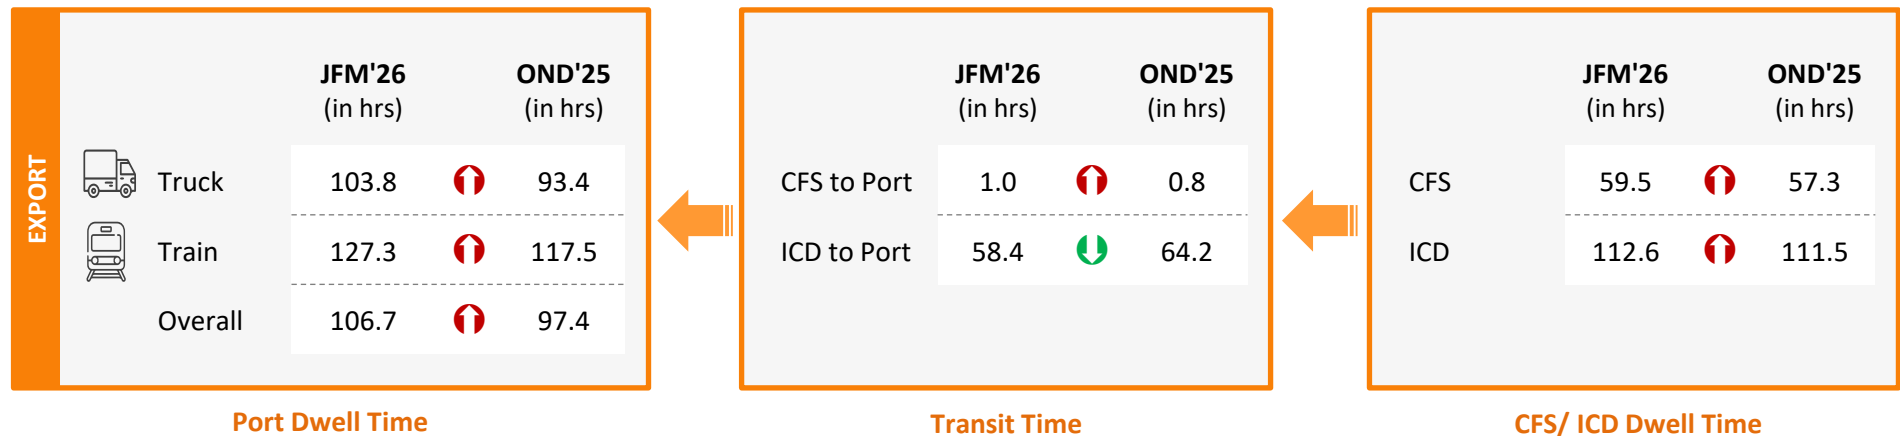 EXPORT
JFM'26 OND'25
(in hrs) (in hrs)
Truck 103.8 93.4
Train 127.3 117.5
Overall 106.7 97.4
Port Dwell Time
JFM'26 OND'25
(in hrs) (in hrs)
CFS to Port 1.0 0.8
ICD to Port 58.4 64.2
Transit Time
JFM'26 OND'25
(in hrs) (in hrs)
CFS 59.5 57.3
ICD 112.6 111.5
CFS/ ICD Dwell Time